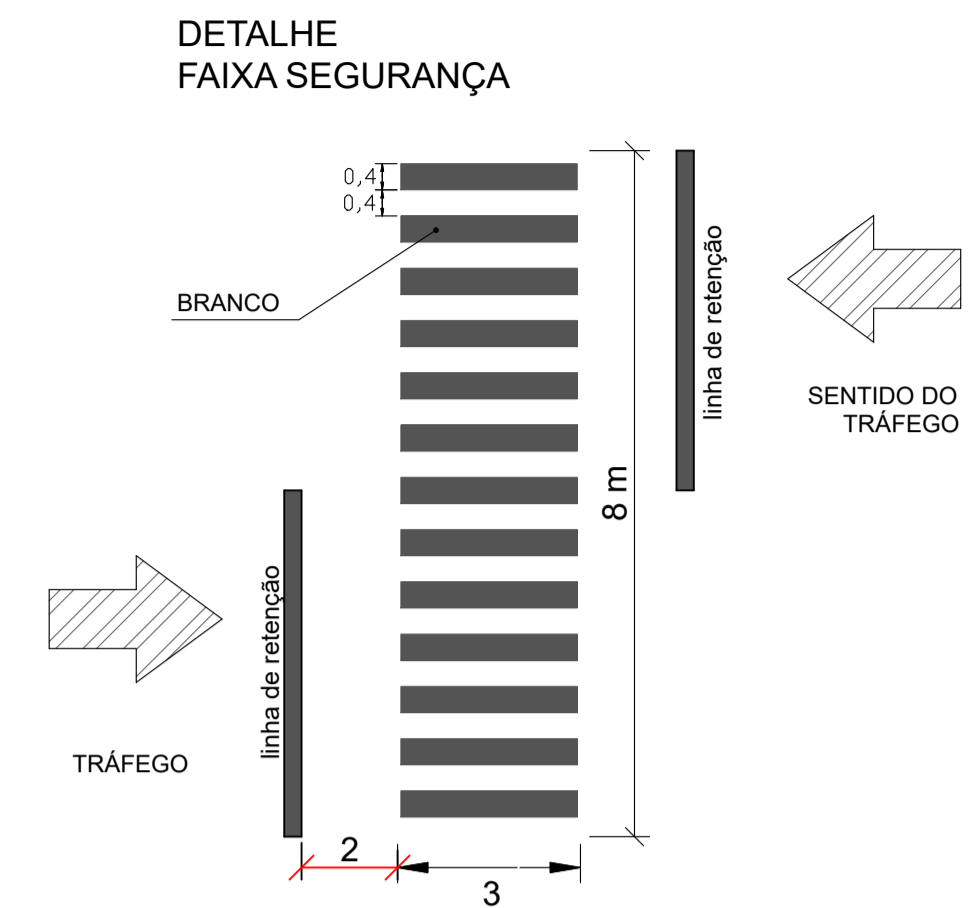 DETALHE
FAIXA SEGURANÇA
0,4
0,4
BRANCO
linha de retenção
SENTIDO DO
TRÁFEGO
8 m
linha de retenção
TRÁFEGO
2
3